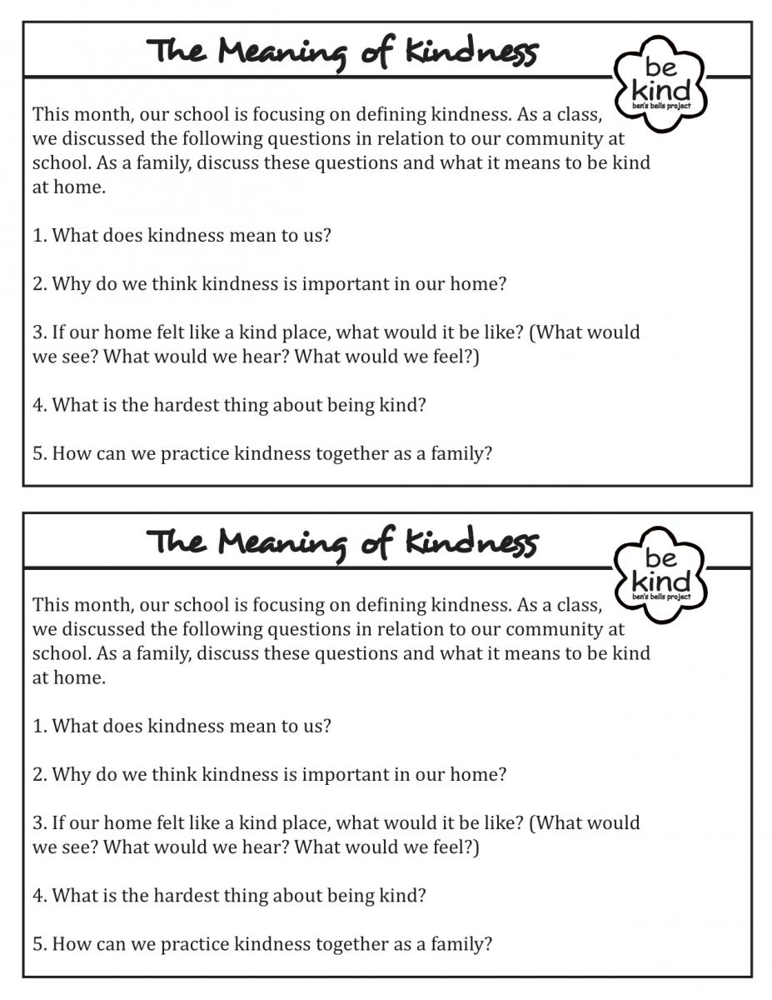 The Meaning of Kindness
be
kind
ben's bells project
This month, our school is focusing on defining kindness. As a class,
we discussed the following questions in relation to our community at
school. As a family, discuss these questions and what it means to be kind
at home.
1. What does kindness mean to us?
2. Why do we think kindness is important in our home?
3. If our home felt like a kind place, what would it be like? (What would
we see? What would we hear? What would we feel?)
4. What is the hardest thing about being kind?
5. How can we practice kindness together as a family?
The Meaning of Kindness
be
kind
ben's bells project
This month, our school is focusing on defining kindness. As a class,
we discussed the following questions in relation to our community at
school. As a family, discuss these questions and what it means to be kind
at home.
1. What does kindness mean to us?
2. Why do we think kindness is important in our home?
3. If our home felt like a kind place, what would it be like? (What would
we see? What would we hear? What would we feel?)
4. What is the hardest thing about being kind?
5. How can we practice kindness together as a family?